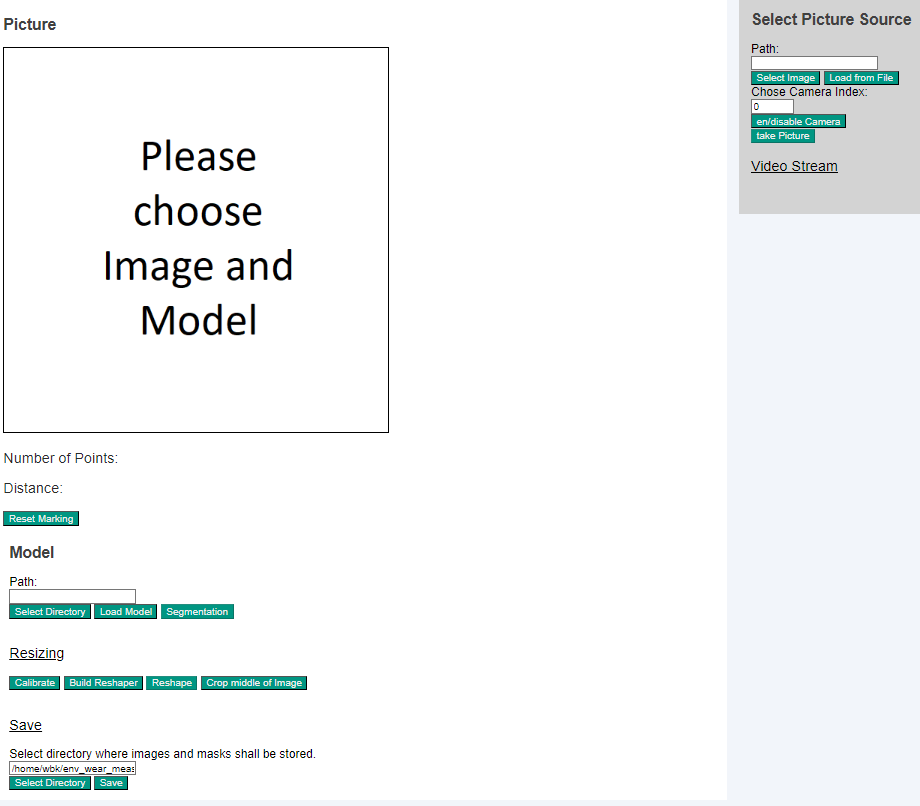 Picture
Please
choose
Image and
Model
Number of Points:
Distance:
Reset Marking
Model
Path:
Select Directory Load Model Segmentation
Resizing
Calibrate Build Reshaper Reshape Crop middle of Image
Save
Select directory where images and masks shall be stored.
/home/wbk/env_wear_meas
Select Directory Save
Select Picture Source
Path:
Select Image Load from File
Chose Camera Index:
0
en/disable Camera
take Picture
Video Stream